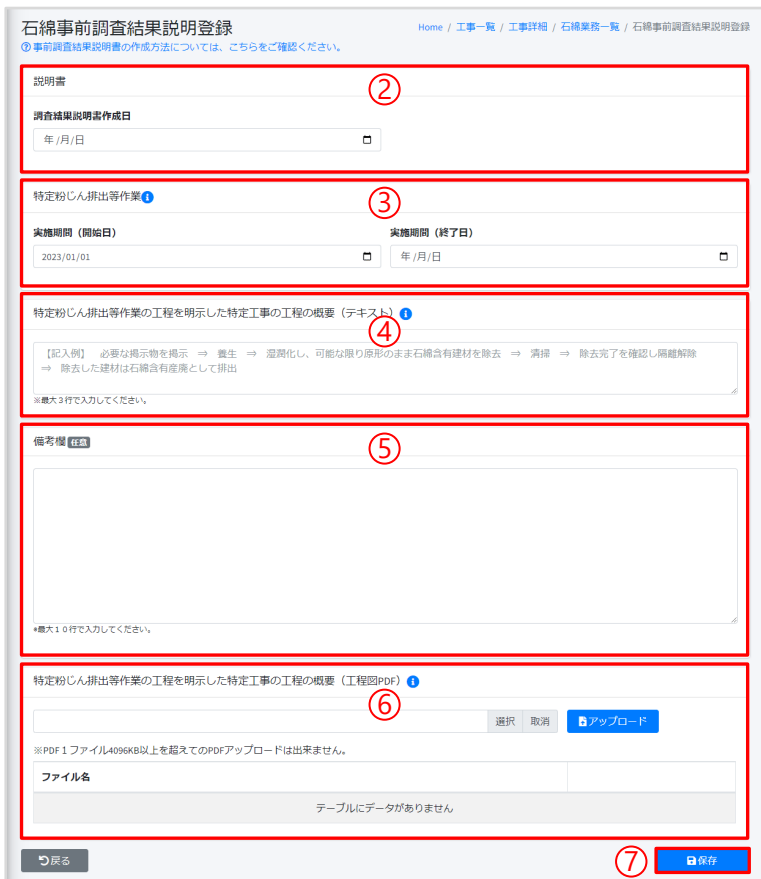 石綿事前調査結果説明登録
Home / 工事一覧 / 工事詳細 / 石綿業務一覧 / 石綿事前調査結果説明登録
事前調査結果説明書の作成方法については、こちらをご確認ください。
説明書
②
調査結果説明書作成日
年 /月/日
特定粉じん排出等作業
③
実施期間（開始日）
実施期間（終了日）
2023/01/01
年 /月/日
特定粉じん排出等作業の工程を明示した特定工事の工程の概要（テキスト）
④
【記入例】　必要な掲示物を掲示　⇒　養生　⇒　湿潤化し、可能な限り原形のまま石綿含有建材を除去　⇒　清掃　⇒　除去完了を確認し隔離解除
⇒　除去した建材は石綿含有産廃として排出
※最大３行で入力してください。
備考欄 任意
⑤
*最大１０行で入力してください。
特定粉じん排出等作業の工程を明示した特定工事の工程の概要（工程図PDF）
⑥
選択 取消 アップロード
※PDF１ファイル4096KB以上を超えてのPDFアップロードは出来ません。
ファイル名
テーブルにデータがありません
戻る
⑦
保存